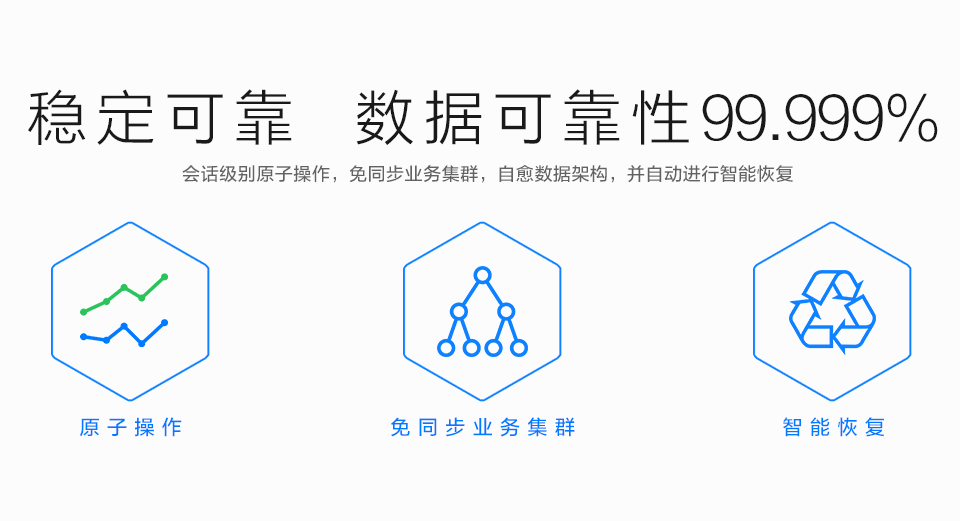 稳定可靠 数据可靠性99.999%
会话级别原子操作，免同步业务集群，自愈数据架构，并自动进行智能恢复
原子操作
免同步业务集群
智能恢复